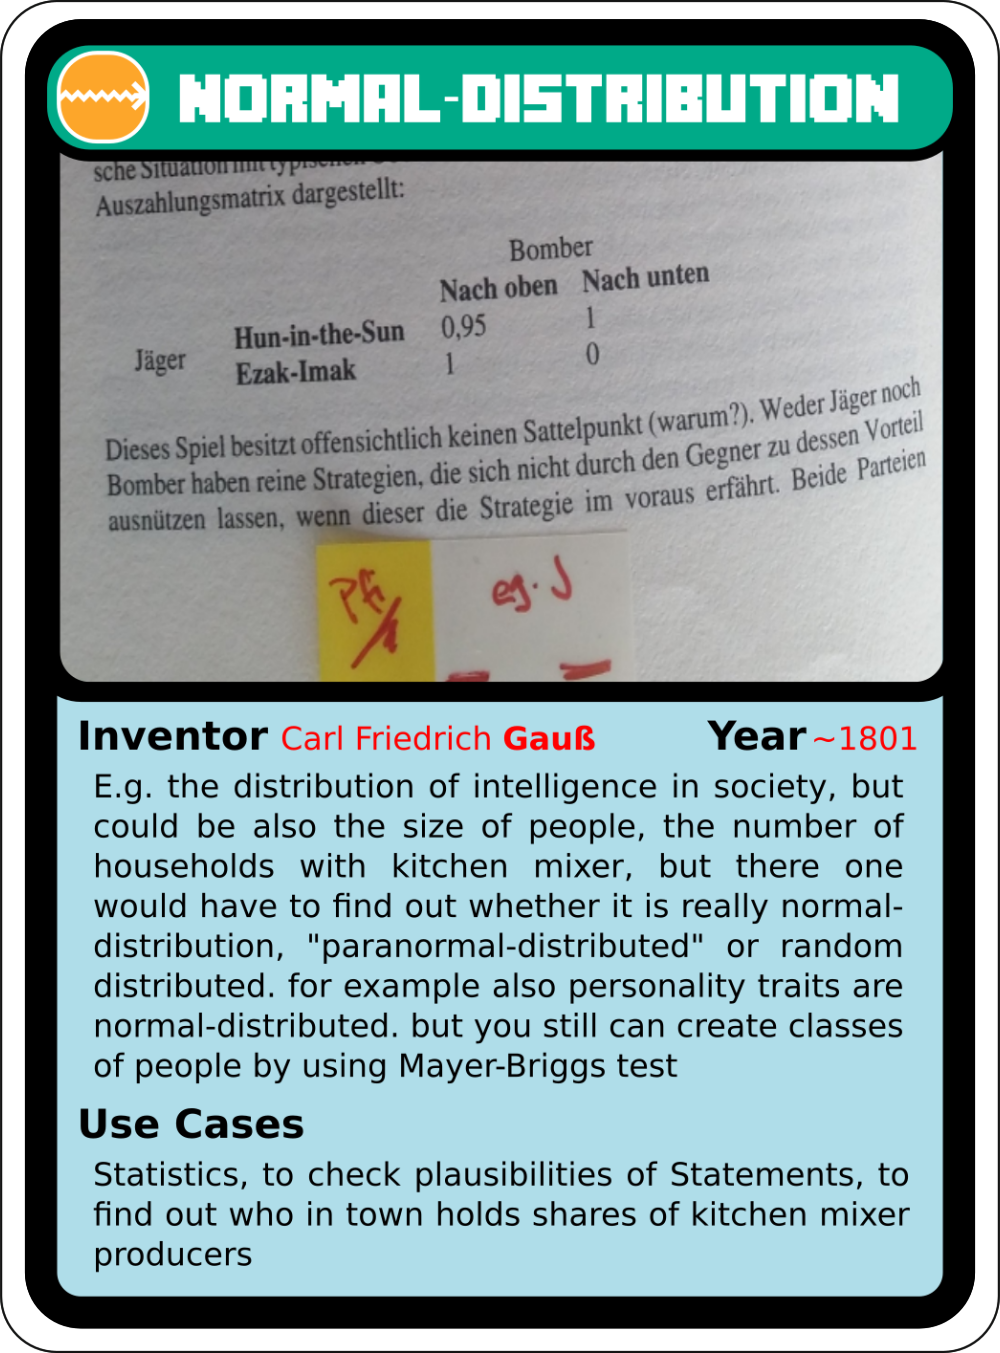 NORMAL-DISTRIBUTION
sche Situation mit typischen
Auszahlungsmatrix dargestellt:
Bomber
Nach oben Nach unten
Hun-in-the-Sun 0,95 1
Jäger
Ezak-Imak 1 0
Dieses Spiel besitzt offensichtlich keinen Sattelpunkt (warum?). Weder Jäger noch
Bomber haben reine Strategien, die sich nicht durch den Gegner zu dessen Vorteil
ausnützen lassen, wenn dieser die Strategie im voraus erfährt. Beide Parteien
eg. J
Inventor Carl Friedrich Gauß Year ~1801
E.g. the distribution of intelligence in society, but
could be also the size of people, the number of
households with kitchen mixer, but there one
would have to find out whether it is really normal-
distribution, "paranormal-distributed" or random
distributed. for example also personality traits are
normal-distributed. but you still can create classes
of people by using Mayer-Briggs test
Use Cases
Statistics, to check plausibilities of Statements, to
find out who in town holds shares of kitchen mixer
producers